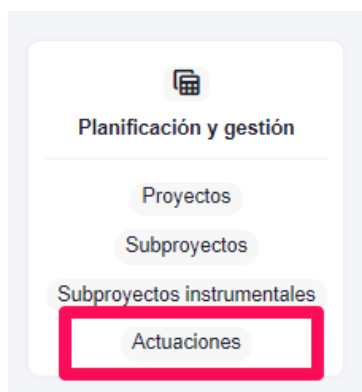 Planificación y gestión
Proyectos
Subproyectos
Subproyectos instrumentales
Actuaciones